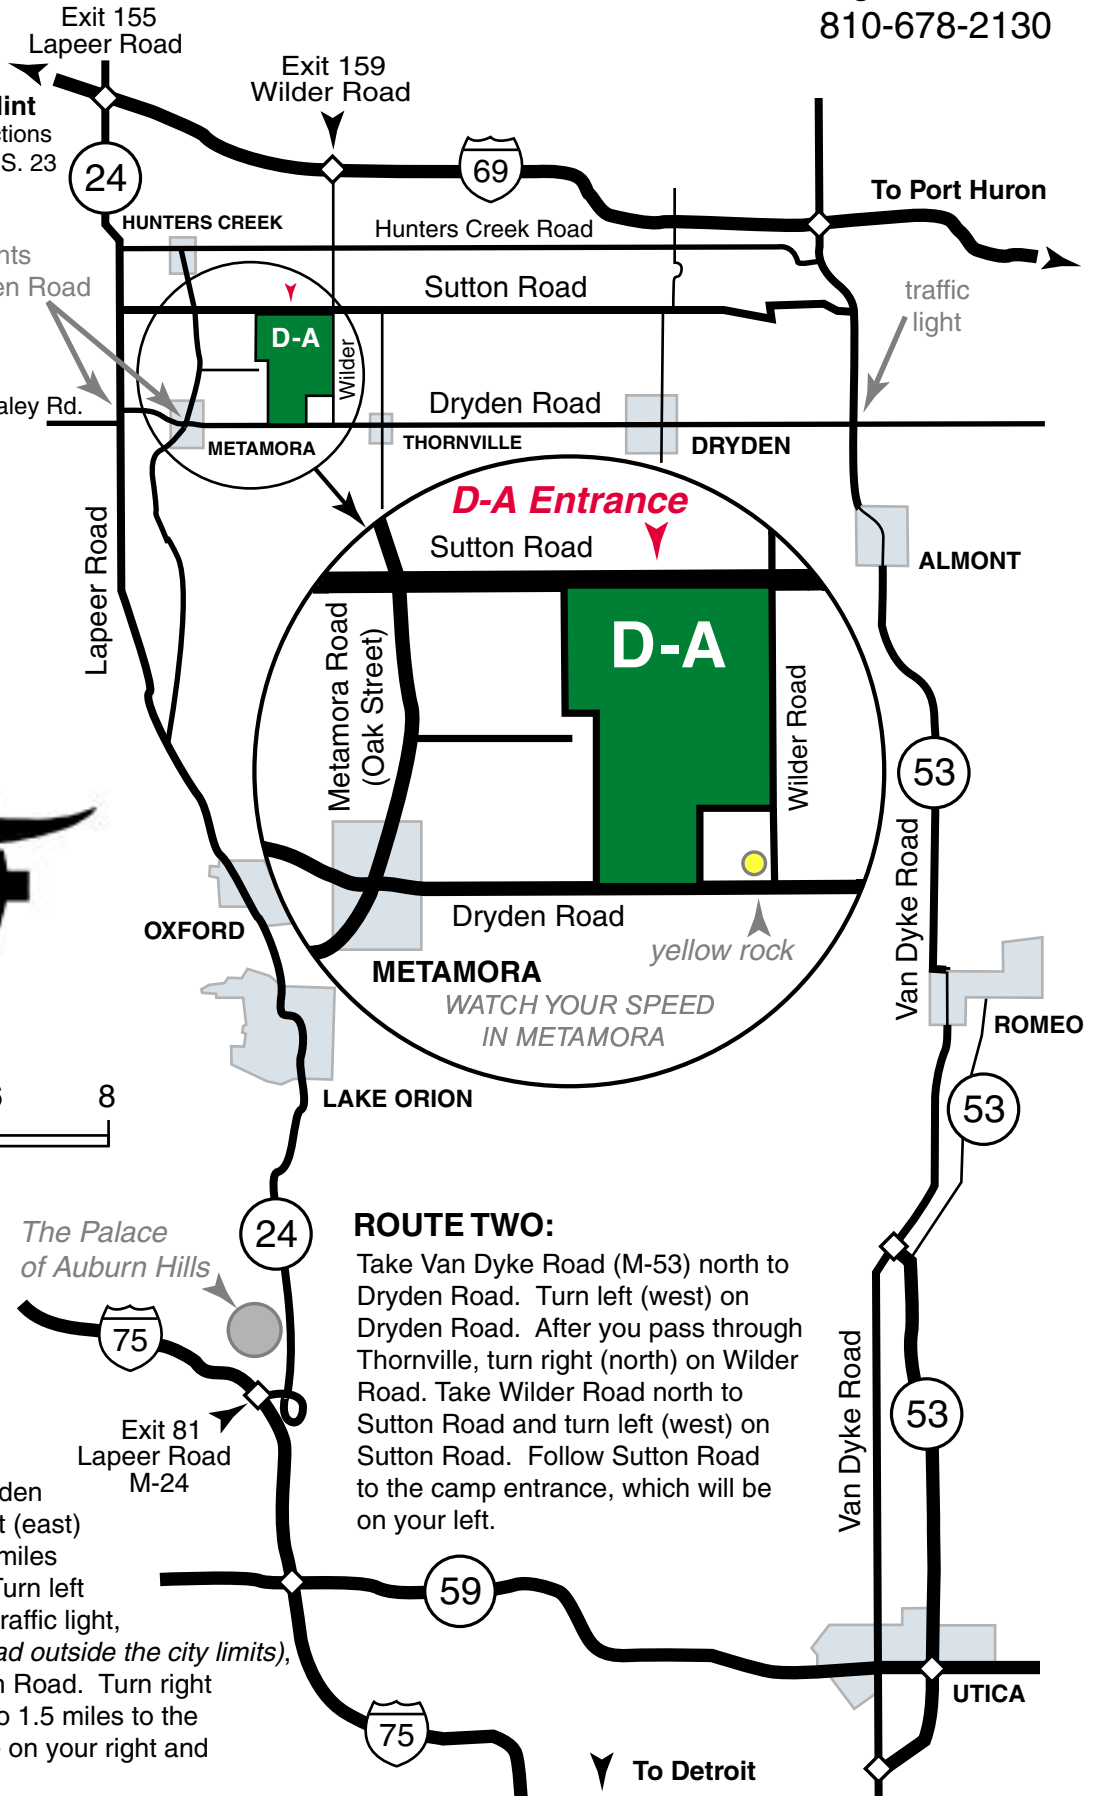 810-678-2130
Exit 155
Lapeer Road
Exit 159
Wilder Road
S. 23
24
69
To Port Huron
HUNTERS CREEK
Hunters Creek Road
Sutton Road
Road
traffic
light
D-A
Wilder
Rd.
Dryden Road
METAMORA
THORNVILLE
DRYDEN
D-A Entrance
Sutton Road
ALMONT
Lapeer Road
Metamora Road
(Oak Street)
D-A
Wilder Road
53
Van Dyke Road
OXFORD
Dryden Road
yellow rock
METAMORA
WATCH YOUR SPEED
IN METAMORA
ROMEO
LAKE ORION
8
53
The Palace
of Auburn Hills
24
75
Exit 81
Lapeer Road
M-24
ROUTE TWO:
Take Van Dyke Road (M-53) north to
Dryden Road.  Turn left (west) on
Dryden Road.  After you pass through
Thornville, turn right (north) on Wilder
Road. Take Wilder Road north to
Sutton Road and turn left (west) on
Sutton Road.  Follow Sutton Road
to the camp entrance, which will be
on your left.
Van Dyke Road
53
(east)
miles
Turn left
traffic light,
outside the city limits),
Road.  Turn right
1.5 miles to the
on your right and
59
UTICA
75
To Detroit